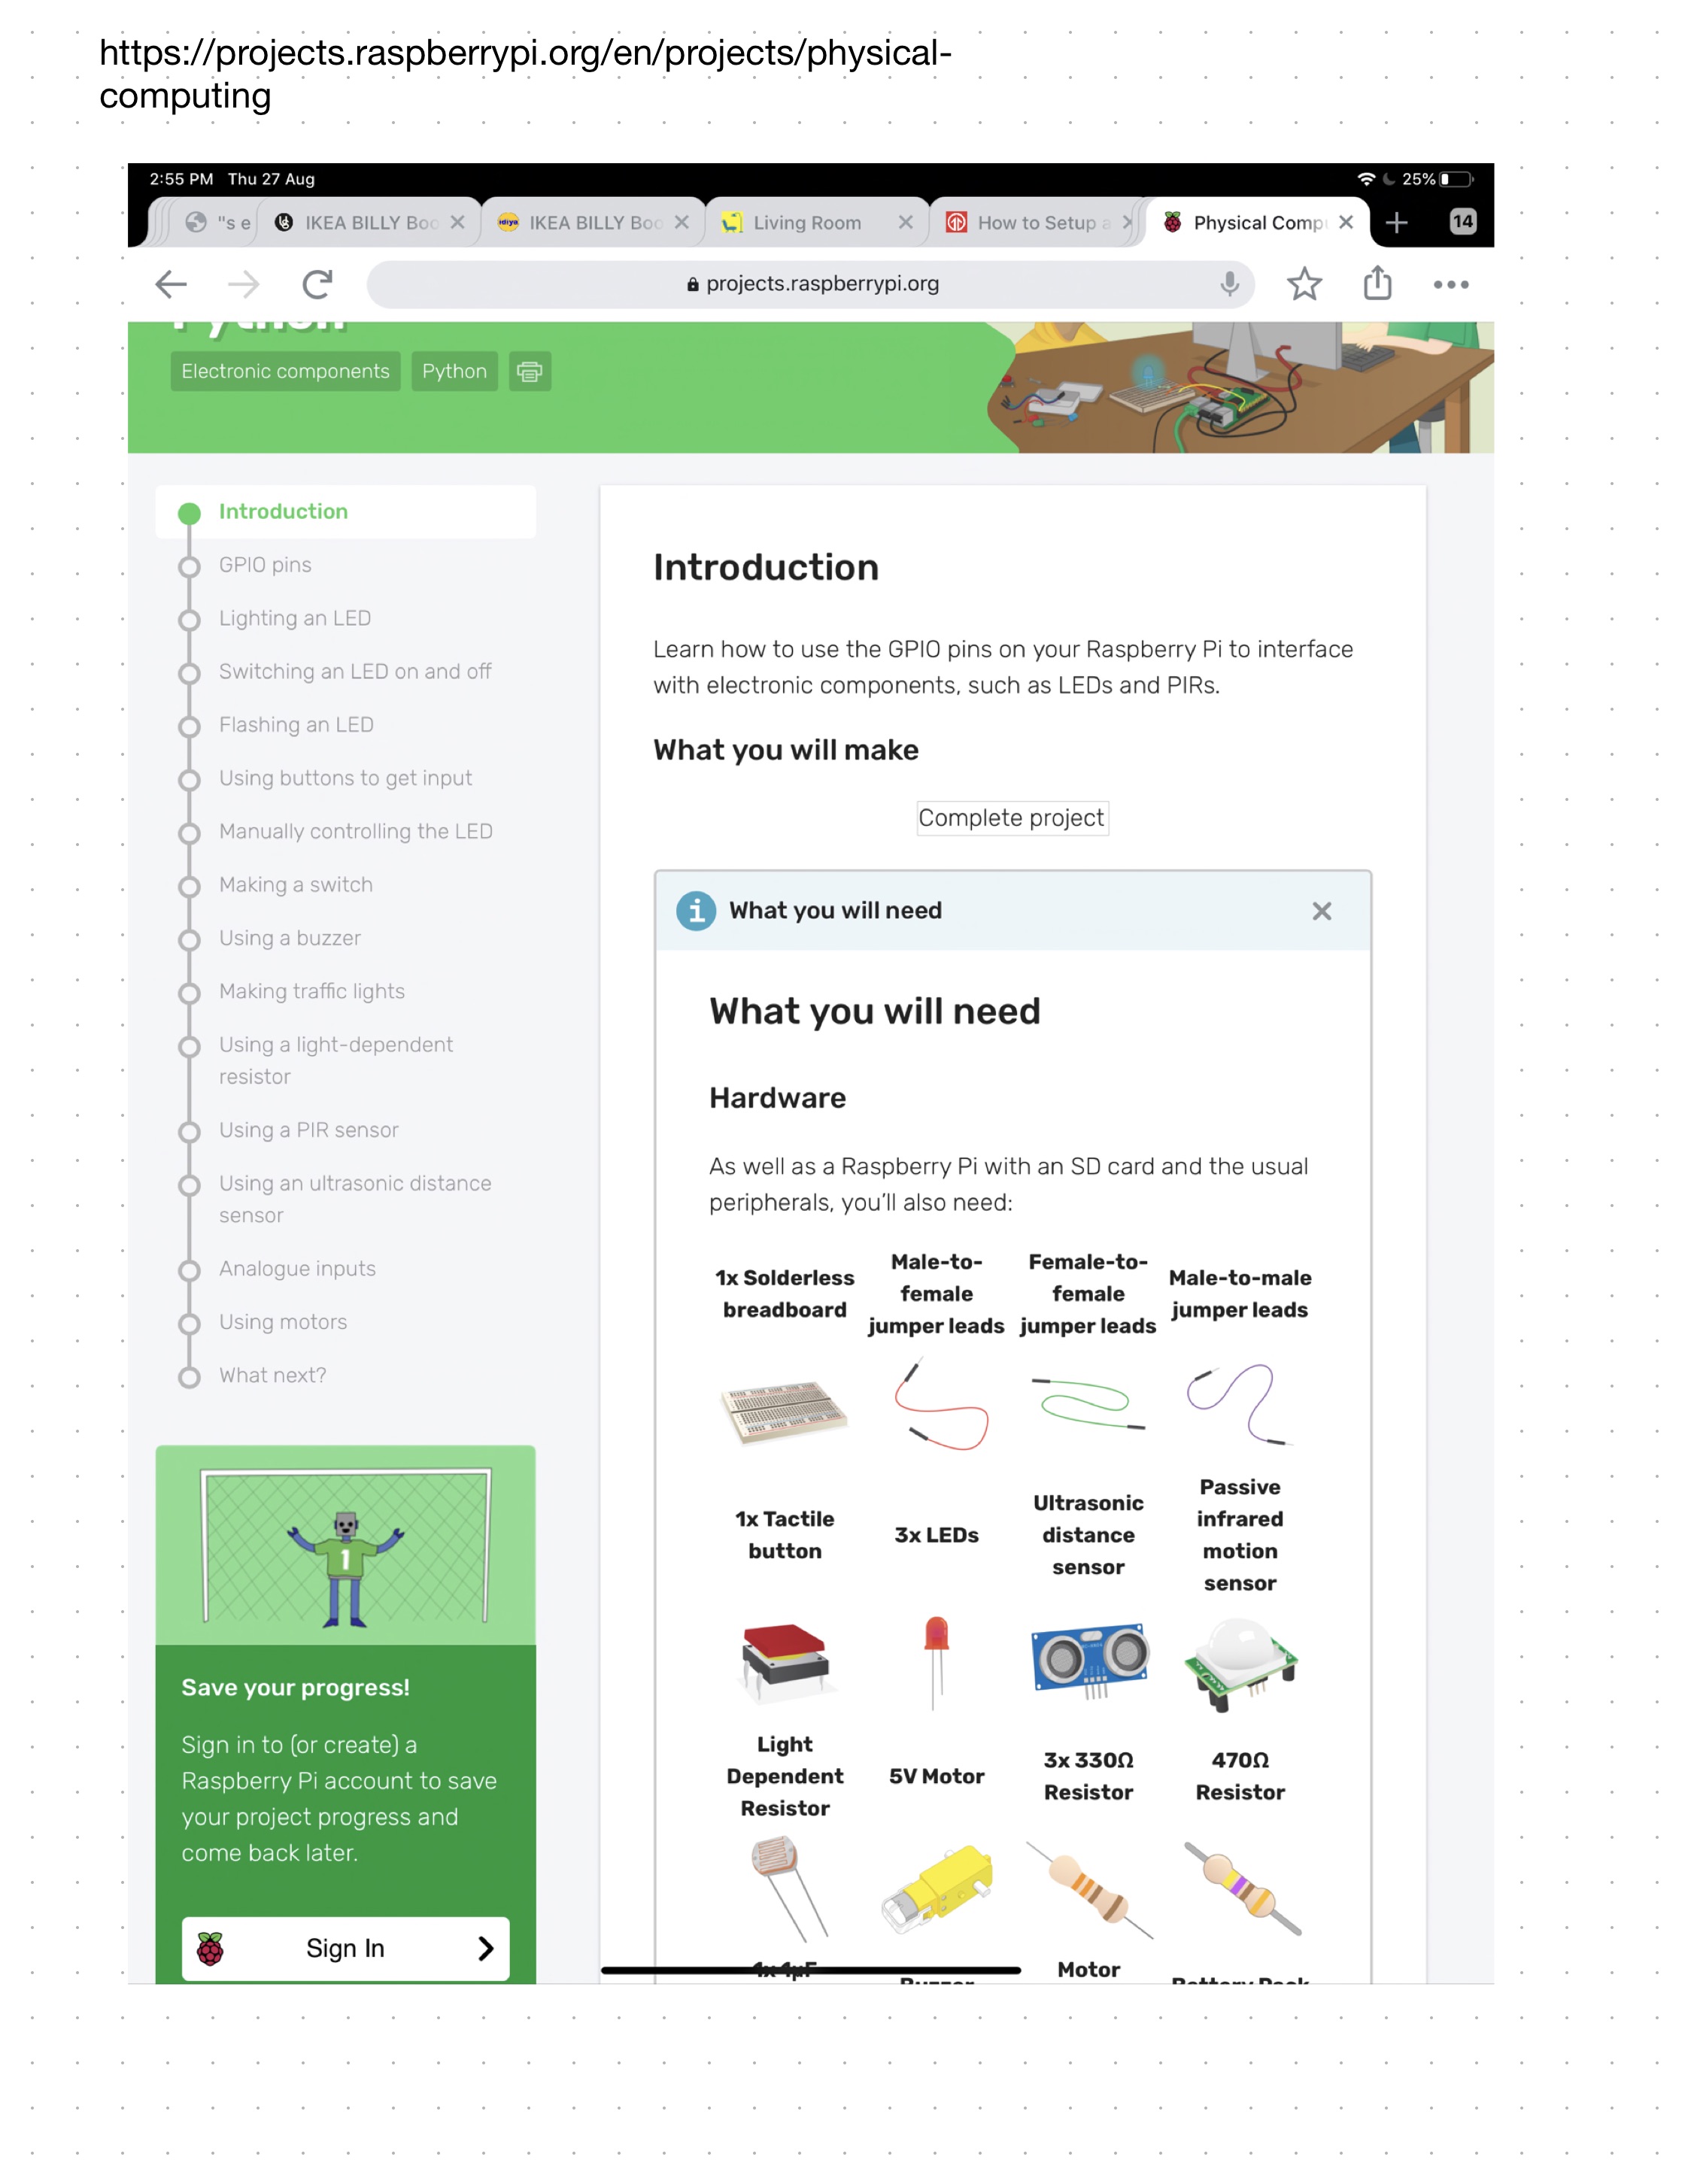 https://projects.raspberrypi.org/en/projects/physical-
computing
2:55 PM Thu 27 Aug
25%
"s e
IKEA BILLY Boo
IKEA BILLY Boo
Living Room
How to Setup a
Physical Comp
14
projects.raspberrypi.org
Python
Electronic components
Python
Introduction
GPIO pins
Lighting an LED
Switching an LED on and off
Flashing an LED
Using buttons to get input
Manually controlling the LED
Making a switch
Using a buzzer
Making traffic lights
Using a light-dependent
resistor
Using a PIR sensor
Using an ultrasonic distance
sensor
Analogue inputs
Using motors
What next?
1
Save your progress!
Sign in to (or create) a
Raspberry Pi account to save
your project progress and
come back later.
Sign In
Introduction
Learn how to use the GPIO pins on your Raspberry Pi to interface
with electronic components, such as LEDs and PIRs.
What you will make
Complete project
What you will need
What you will need
Hardware
As well as a Raspberry Pi with an SD card and the usual
peripherals, you'll also need:
1x Solderless
breadboard
Male-to-
female
jumper leads
Female-to-
female
jumper leads
Male-to-male
jumper leads
1x Tactile
button
3x LEDs
Ultrasonic
distance
sensor
Passive
infrared
motion
sensor
Light
Dependent
Resistor
5V Motor
3x 330Ω
Resistor
470Ω
Resistor
1x 1μF
Buzzer
Motor
Battery Pack